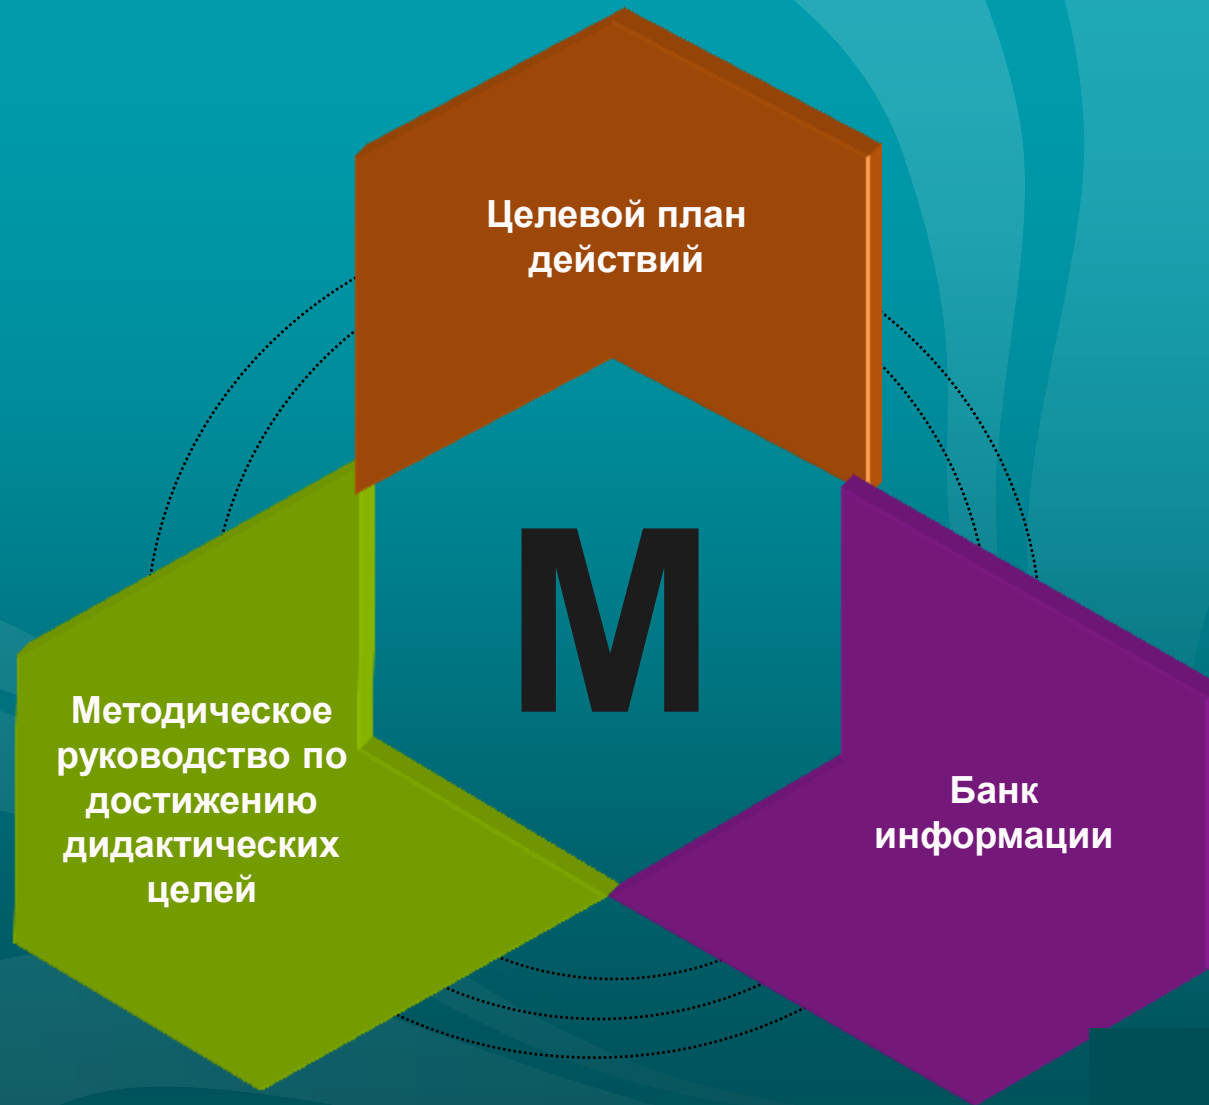 Целевой план
действий
М
Методическое
руководство по
достижению
дидактических
целей
Банк
информации